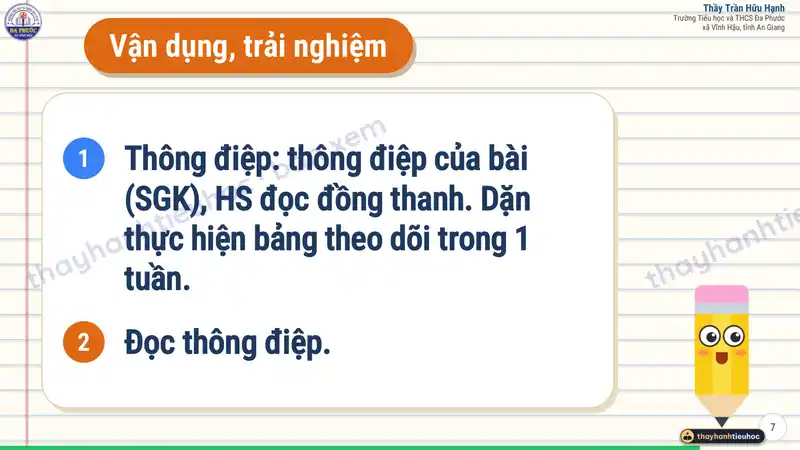 Thầy Trần Hữu Hạnh
Trường Tiểu học và THCS Đa Phước
xã Vĩnh Hậu, tỉnh An Giang
ĐA PHƯỚC
Vận dụng, trải nghiệm
1
Thông điệp: thông điệp của bài
(SGK), HS đọc đồng thanh. Dặn
thực hiện bảng theo dõi trong 1
tuần.
2
Đọc thông điệp.
thayhanhtieuhoc
7